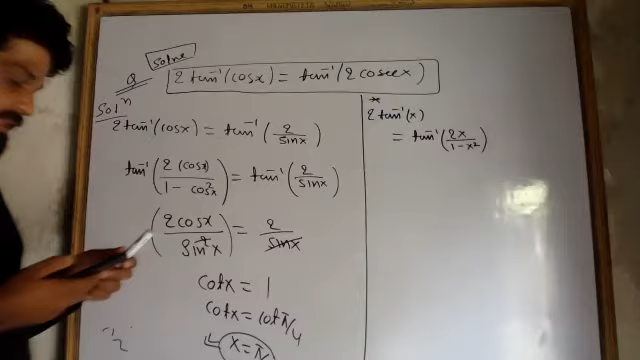 Solve
Q 2 tan⁻¹(cosx) = tan⁻¹(2 cosecx)
Solⁿ
2 tan⁻¹(cosx) = tan⁻¹(2/sinx)
tan⁻¹(2(cosx)/1 - cos²x) = tan⁻¹(2/sinx)
(2cosx/sin²x) = 2/sinx
cotx = 1
cotx = cotπ/4
x = π/
* 2 tan⁻¹(x)
= tan⁻¹(2x/1-x²)